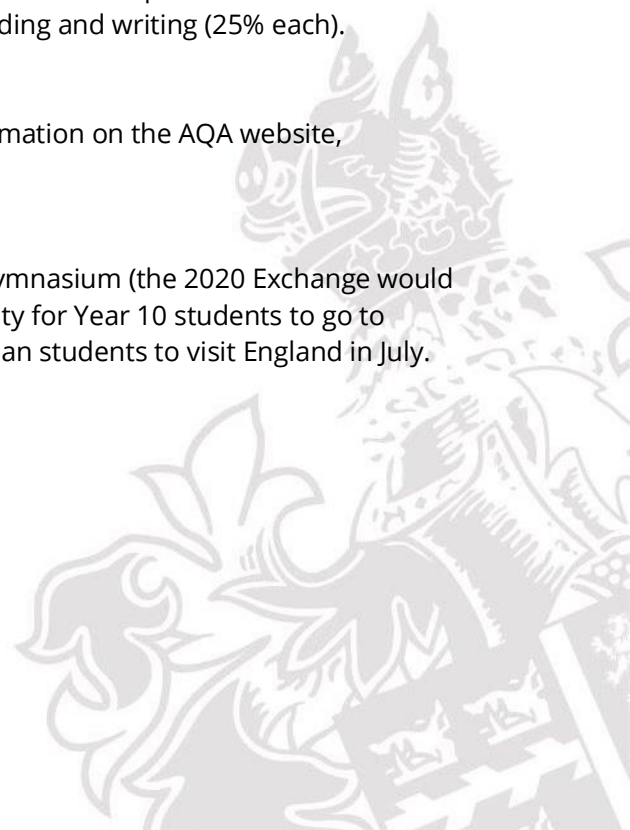 ding and writing (25% each).
mation on the AQA website,
ymnasium (the 2020 Exchange would
ty for Year 10 students to go to
an students to visit England in July.